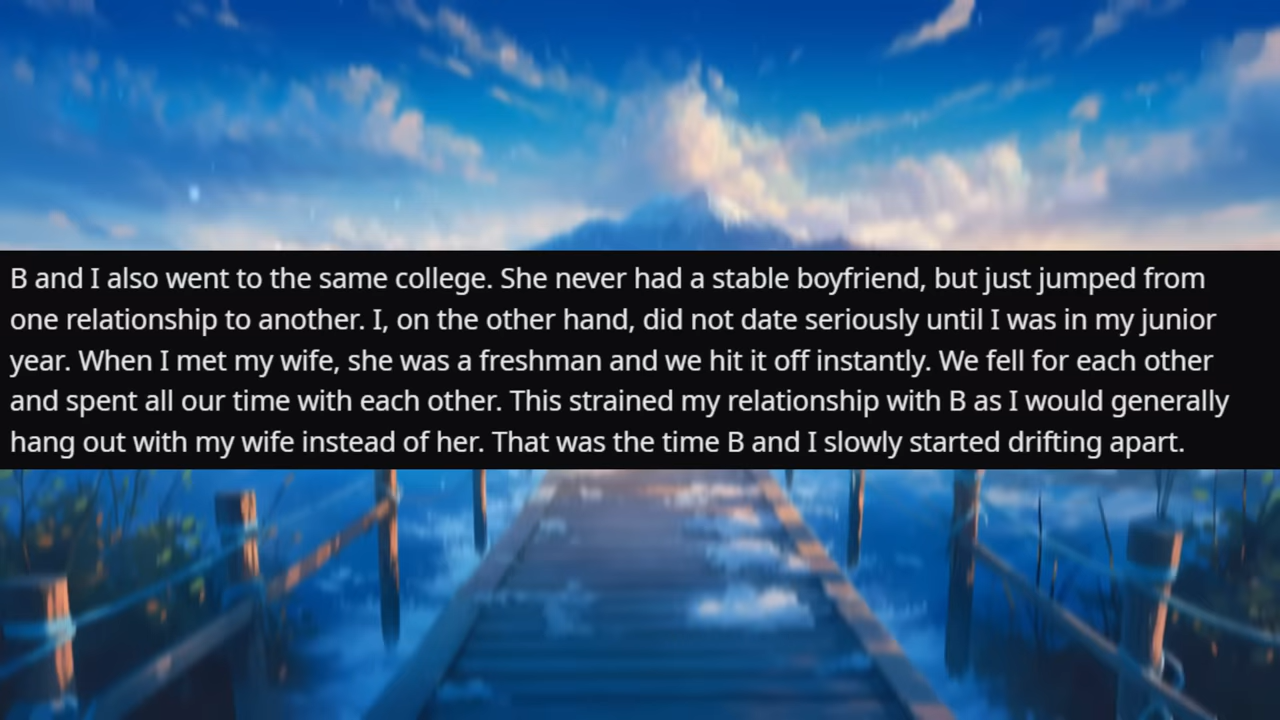 B and I also went to the same college. She never had a stable boyfriend, but just jumped from
one relationship to another. I, on the other hand, did not date seriously until I was in my junior
year. When I met my wife, she was a freshman and we hit it off instantly. We fell for each other
and spent all our time with each other. This strained my relationship with B as I would generally
hang out with my wife instead of her. That was the time B and I slowly started drifting apart.